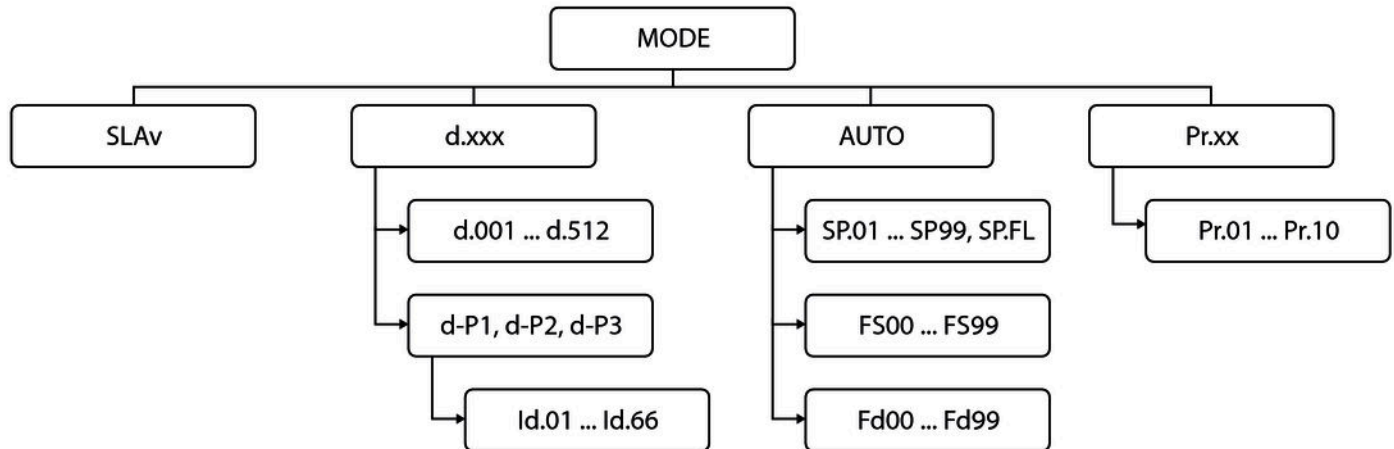 MODE
SLAv
d.xxx
AUTO
Pr.xx
d.001 ... d.512
SP.01 ... SP99, SP.FL
Pr.01 ... Pr.10
d-P1, d-P2, d-P3
FS00 ... FS99
Id.01 ... Id.66
Fd00 ... Fd99